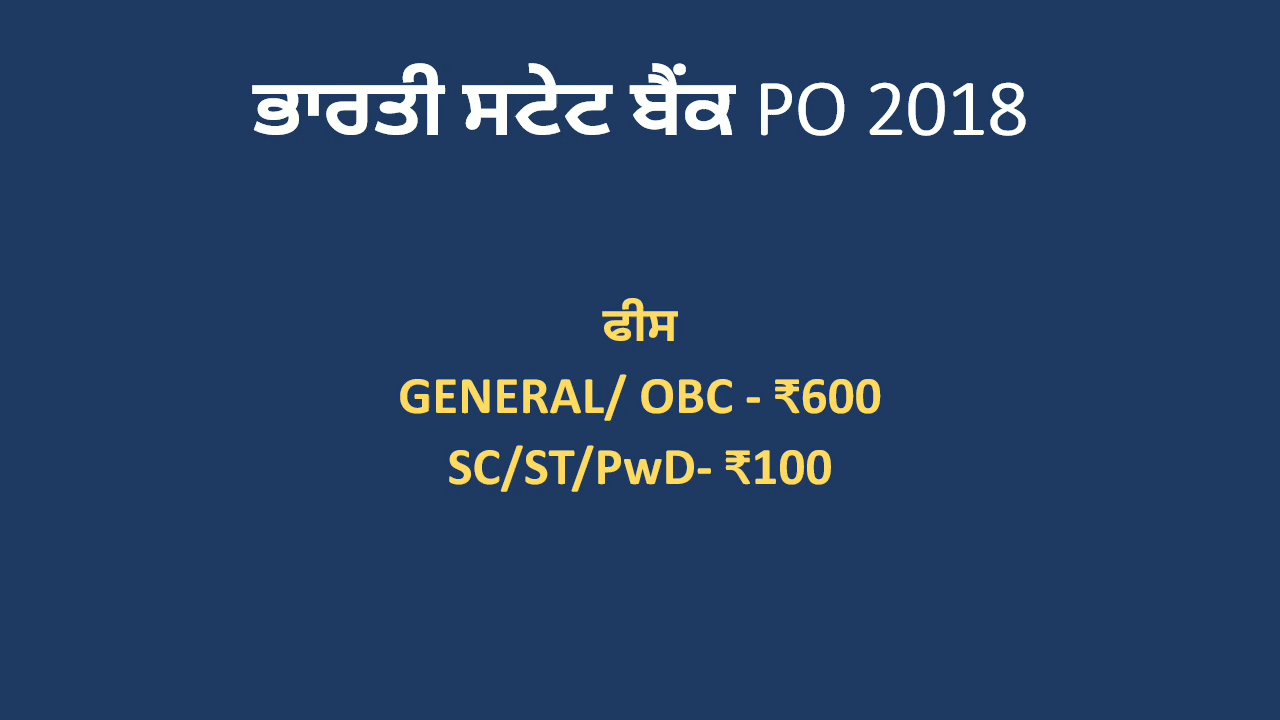 ਭਾਰਤੀ ਸਟੇਟ ਬੈਂਕ PO 2018
ਫੀਸ
GENERAL/ OBC - ₹600
SC/ST/PwD- ₹100